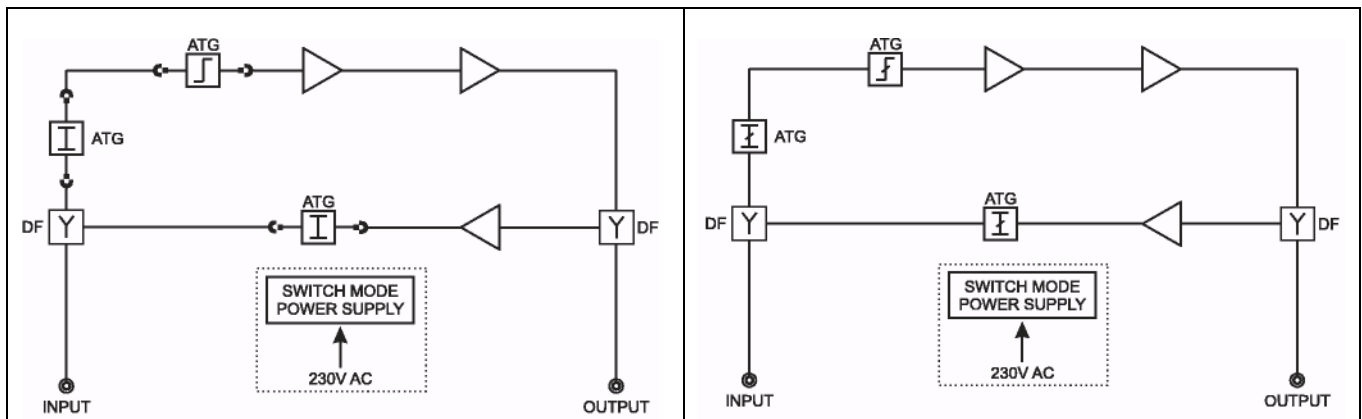 ATG
ATG
DF
Y
ATG
Y
DF
SWITCH MODE
POWER SUPPLY
230V AC
INPUT
OUTPUT
ATG
ATG
DF
Y
ATG
Y
DF
SWITCH MODE
POWER SUPPLY
230V AC
INPUT
OUTPUT